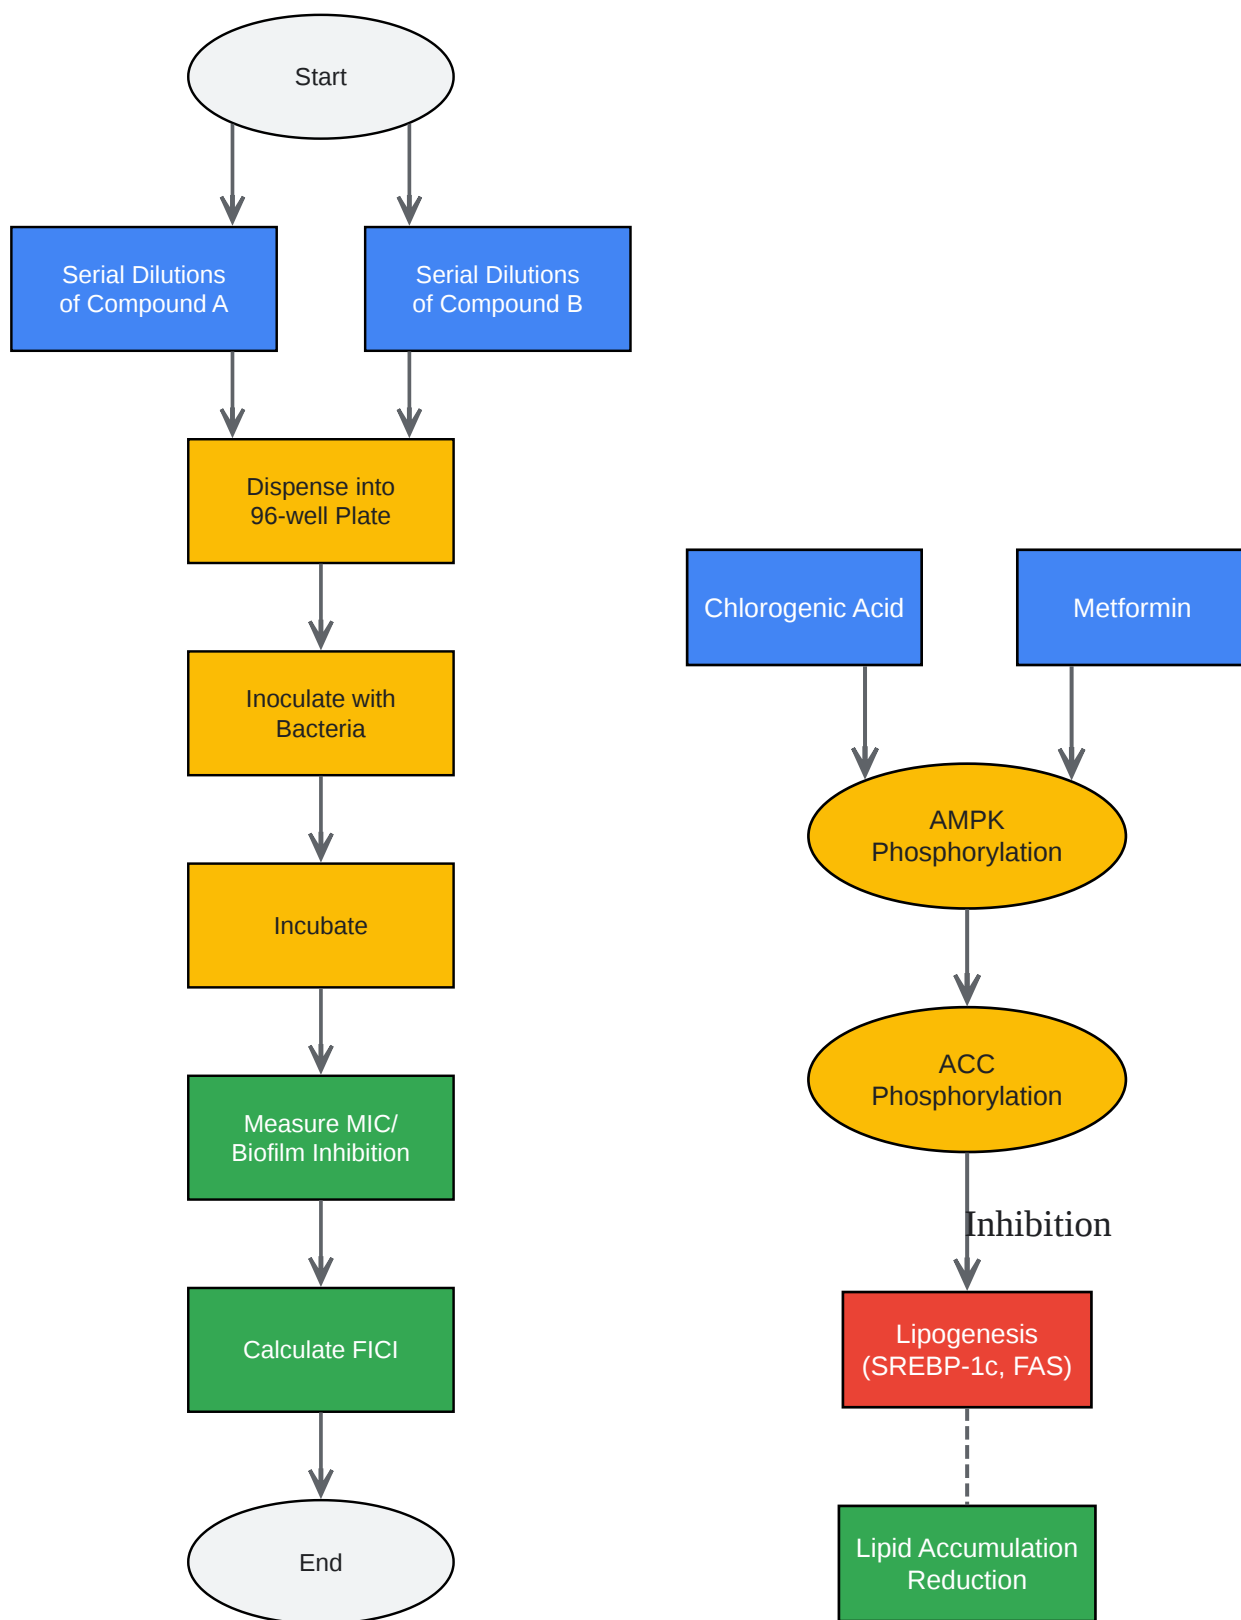 Start
Serial Dilutions
of Compound A
Serial Dilutions
of Compound B
Dispense into
96-well Plate
Inoculate with
Bacteria
Incubate
Measure MIC/
Biofilm Inhibition
Calculate FICI
End
Chlorogenic Acid
Metformin
AMPK
Phosphorylation
ACC
Phosphorylation
Inhibition
Lipogenesis
(SREBP-1c, FAS)
Lipid Accumulation
Reduction